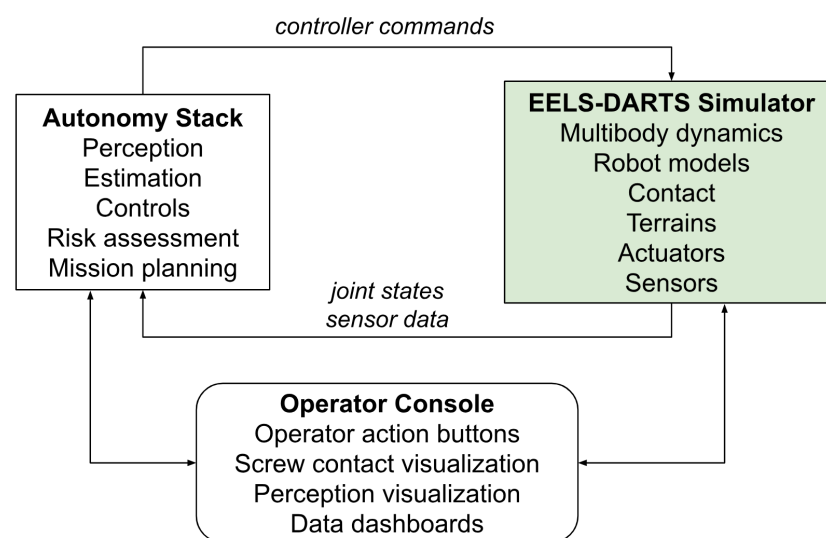 controller commands
Autonomy Stack
Perception
Estimation
Controls
Risk assessment
Mission planning
EELS-DARTS Simulator
Multibody dynamics
Robot models
Contact
Terrains
Actuators
Sensors
joint states
sensor data
Operator Console
Operator action buttons
Screw contact visualization
Perception visualization
Data dashboards